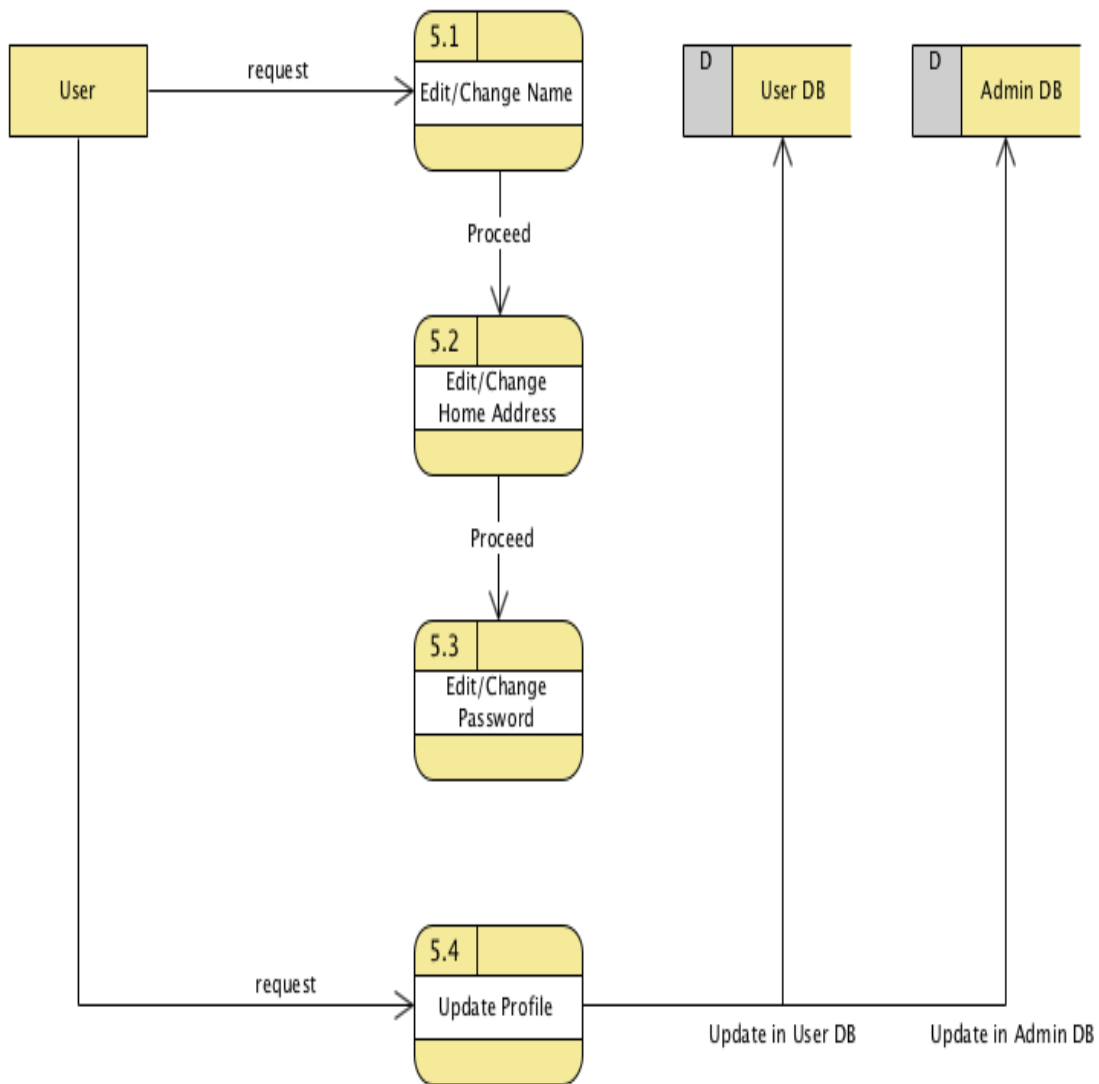 5.1
D
D
User
request
Edit/Change Name
User DB
Admin DB
Proceed
5.2
Edit/Change
Home Address
Proceed
5.3
Edit/Change
Password
5.4
request
Update Profile
Update in User DB
Update in Admin DB